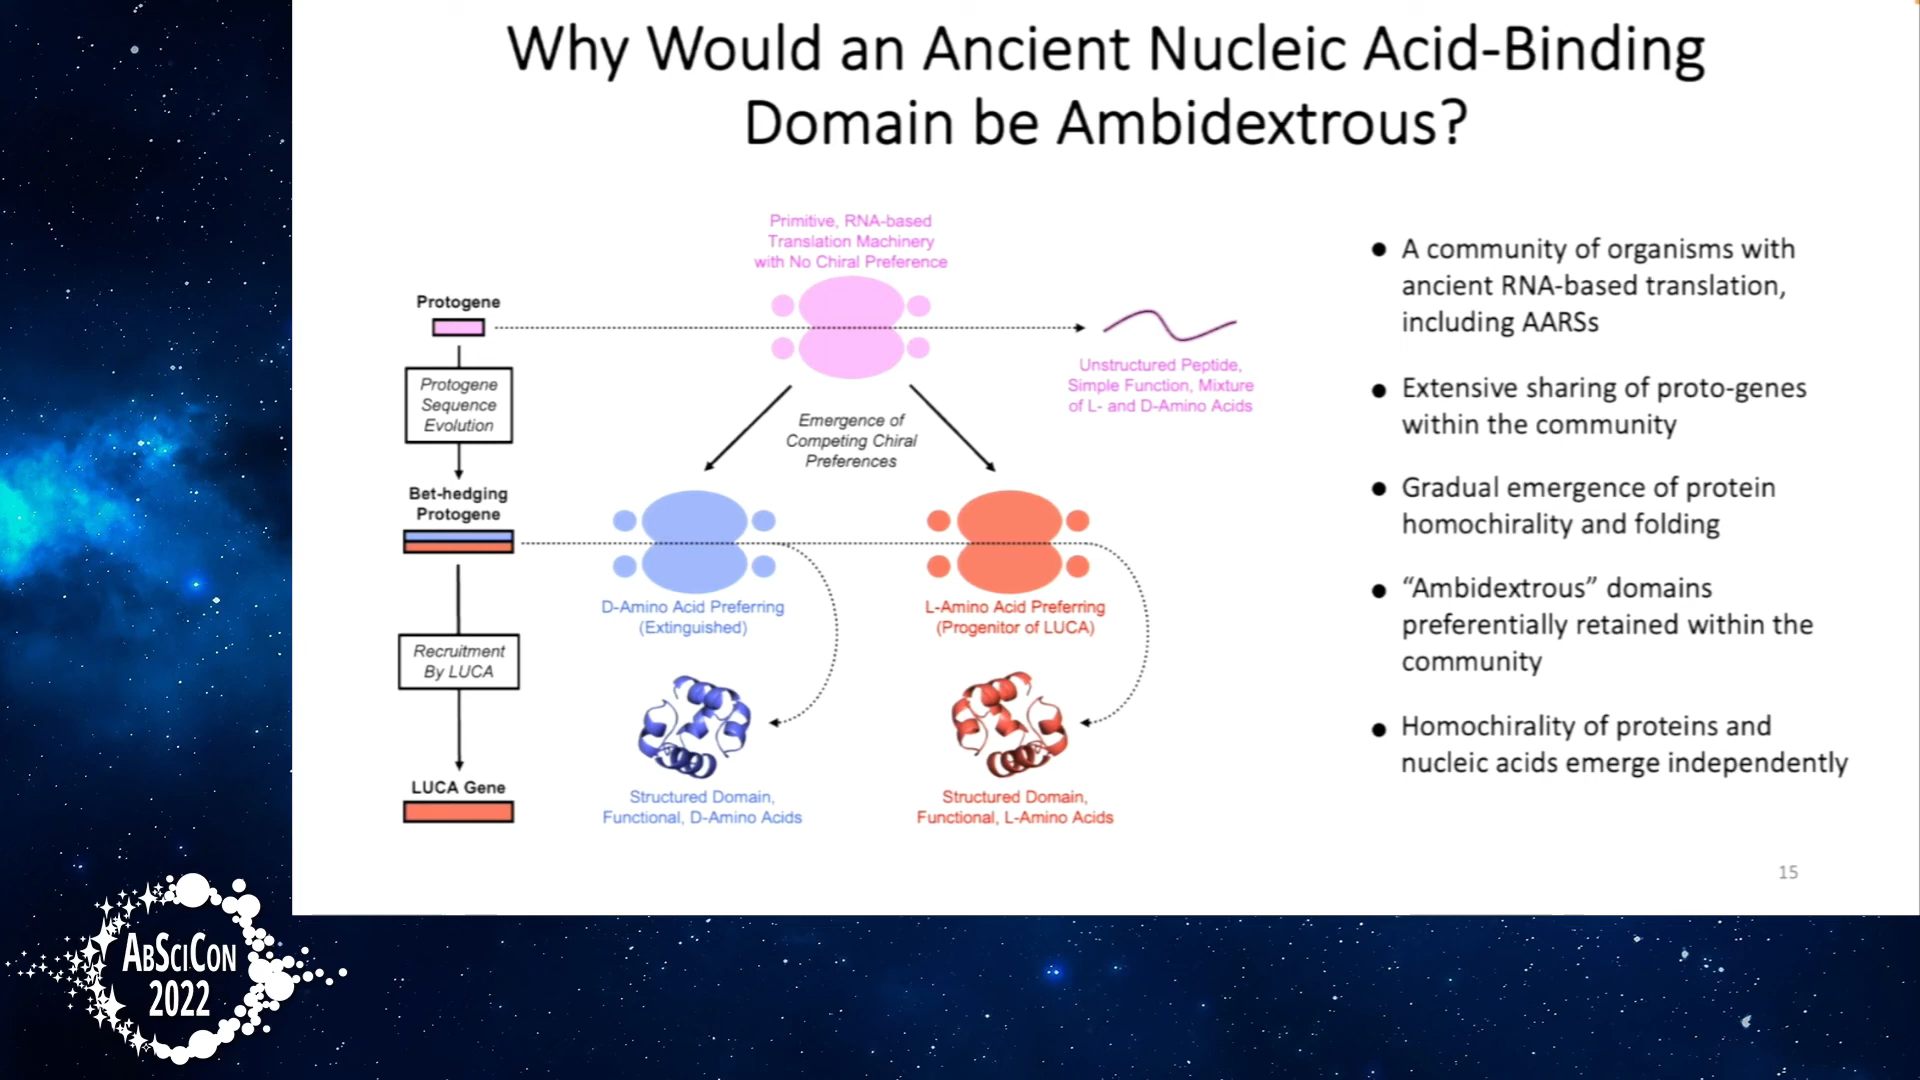 Why Would an Ancient Nucleic Acid-Binding
Domain be Ambidextrous?
Primitive, RNA-based
Translation Machinery
with No Chiral Preference
Protogene
Unstructured Peptide,
Simple Function, Mixture
of L- and D-Amino Acids
Protogene
Sequence
Evolution
Emergence of
Competing Chiral
Preferences
Bet-hedging
Protogene
D-Amino Acid Preferring
(Extinguished)
L-Amino Acid Preferring
(Progenitor of LUCA)
Recruitment
By LUCA
LUCA Gene
Structured Domain,
Functional, D-Amino Acids
Structured Domain,
Functional, L-Amino Acids
● A community of organisms with
ancient RNA-based translation,
including AARSs
● Extensive sharing of proto-genes
within the community
● Gradual emergence of protein
homochirality and folding
● “Ambidextrous” domains
preferentially retained within the
community
● Homochirality of proteins and
nucleic acids emerge independently
15
ABSCICON
2022